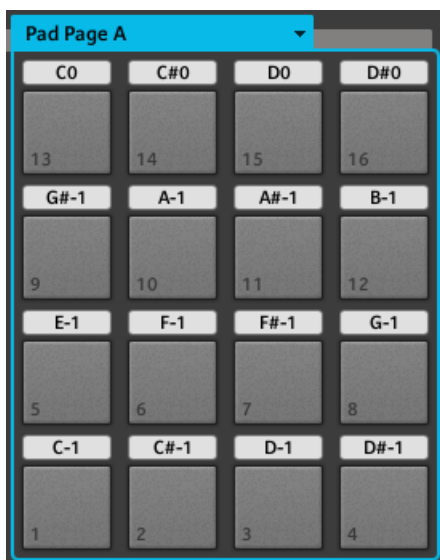 Pad Page A
C0 C#0 D0 D#0
13 14 15 16
G#-1 A-1 A#-1 B-1
9 10 11 12
E-1 F-1 F#-1 G-1
5 6 7 8
C-1 C#-1 D-1 D#-1
1 2 3 4